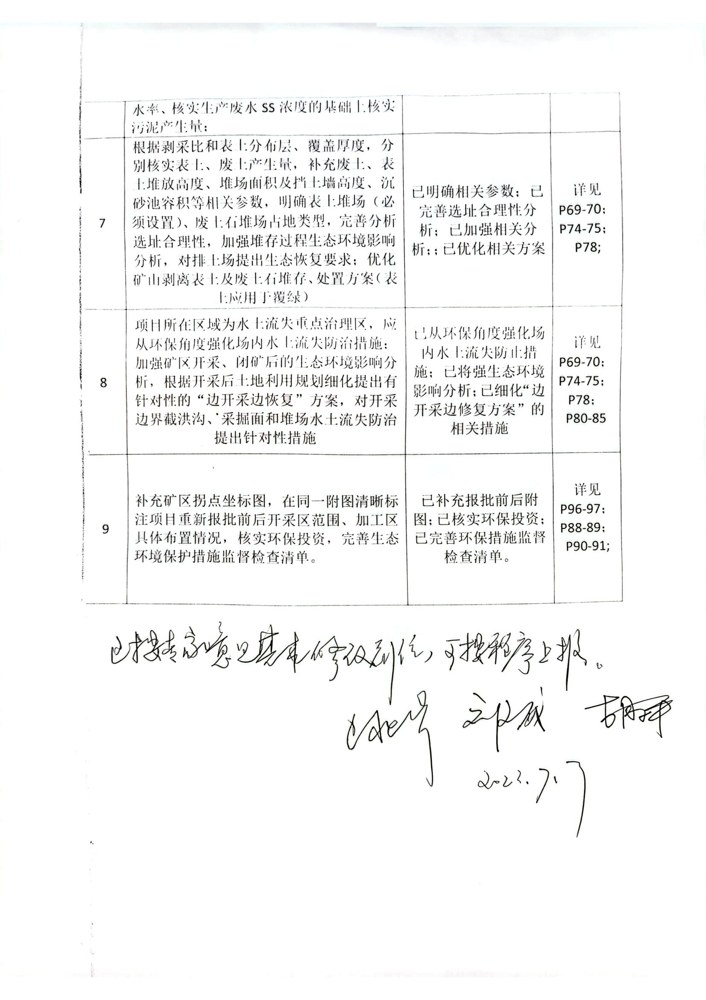 水率、核实生产废水 SS 浓度的基础上核实
污泥产生量；
7
根据剥采比和表土分布层、覆盖厚度，分
别核实表土、废土产生量，补充废土、表
土堆放高度、堆场面积及挡土墙高度、沉
砂池容积等相关参数，明确表土堆场（必
须设置）、废土石堆场占地类型，完善分析
选址合理性，加强堆存过程生态环境影响
分析，对排土场提出生态恢复要求；优化
矿山剥离表土及废土石堆存、处置方案（表
土应用于覆绿）
已明确相关参数；已
完善选址合理性分
析；已加强相关分
析；；已优化相关方案
详见
P69-70；
P74-75；
P78；
8
项目所在区域为水土流失重点治理区，应
从环保角度强化场内水土流失防治措施；
加强矿区开采、闭矿后的生态环境影响分
析，根据开采后土地利用规划细化提出有
针对性的“边开采边恢复”方案，对开采
边界截洪沟、采掘面和堆场水土流失防治
提出针对性措施
已从环保角度强化场
内水土流失防止措
施；已将强生态环境
影响分析；已细化“边
开采边修复方案”的
相关措施
详见
P69-70；
P74-75；
P78；
P80-85
9
补充矿区拐点坐标图，在同一附图清晰标
注项目重新报批前后开采区范围、加工区
具体布置情况，核实环保投资，完善生态
环境保护措施监督检查清单。
已补充报批前后附
图；已核实环保投资；
已完善环保措施监督
检查清单。
详见
P96-97；
P88-89；
P90-91；
已按专家意见基本修改到位，可按程序上报。
2023.7.7